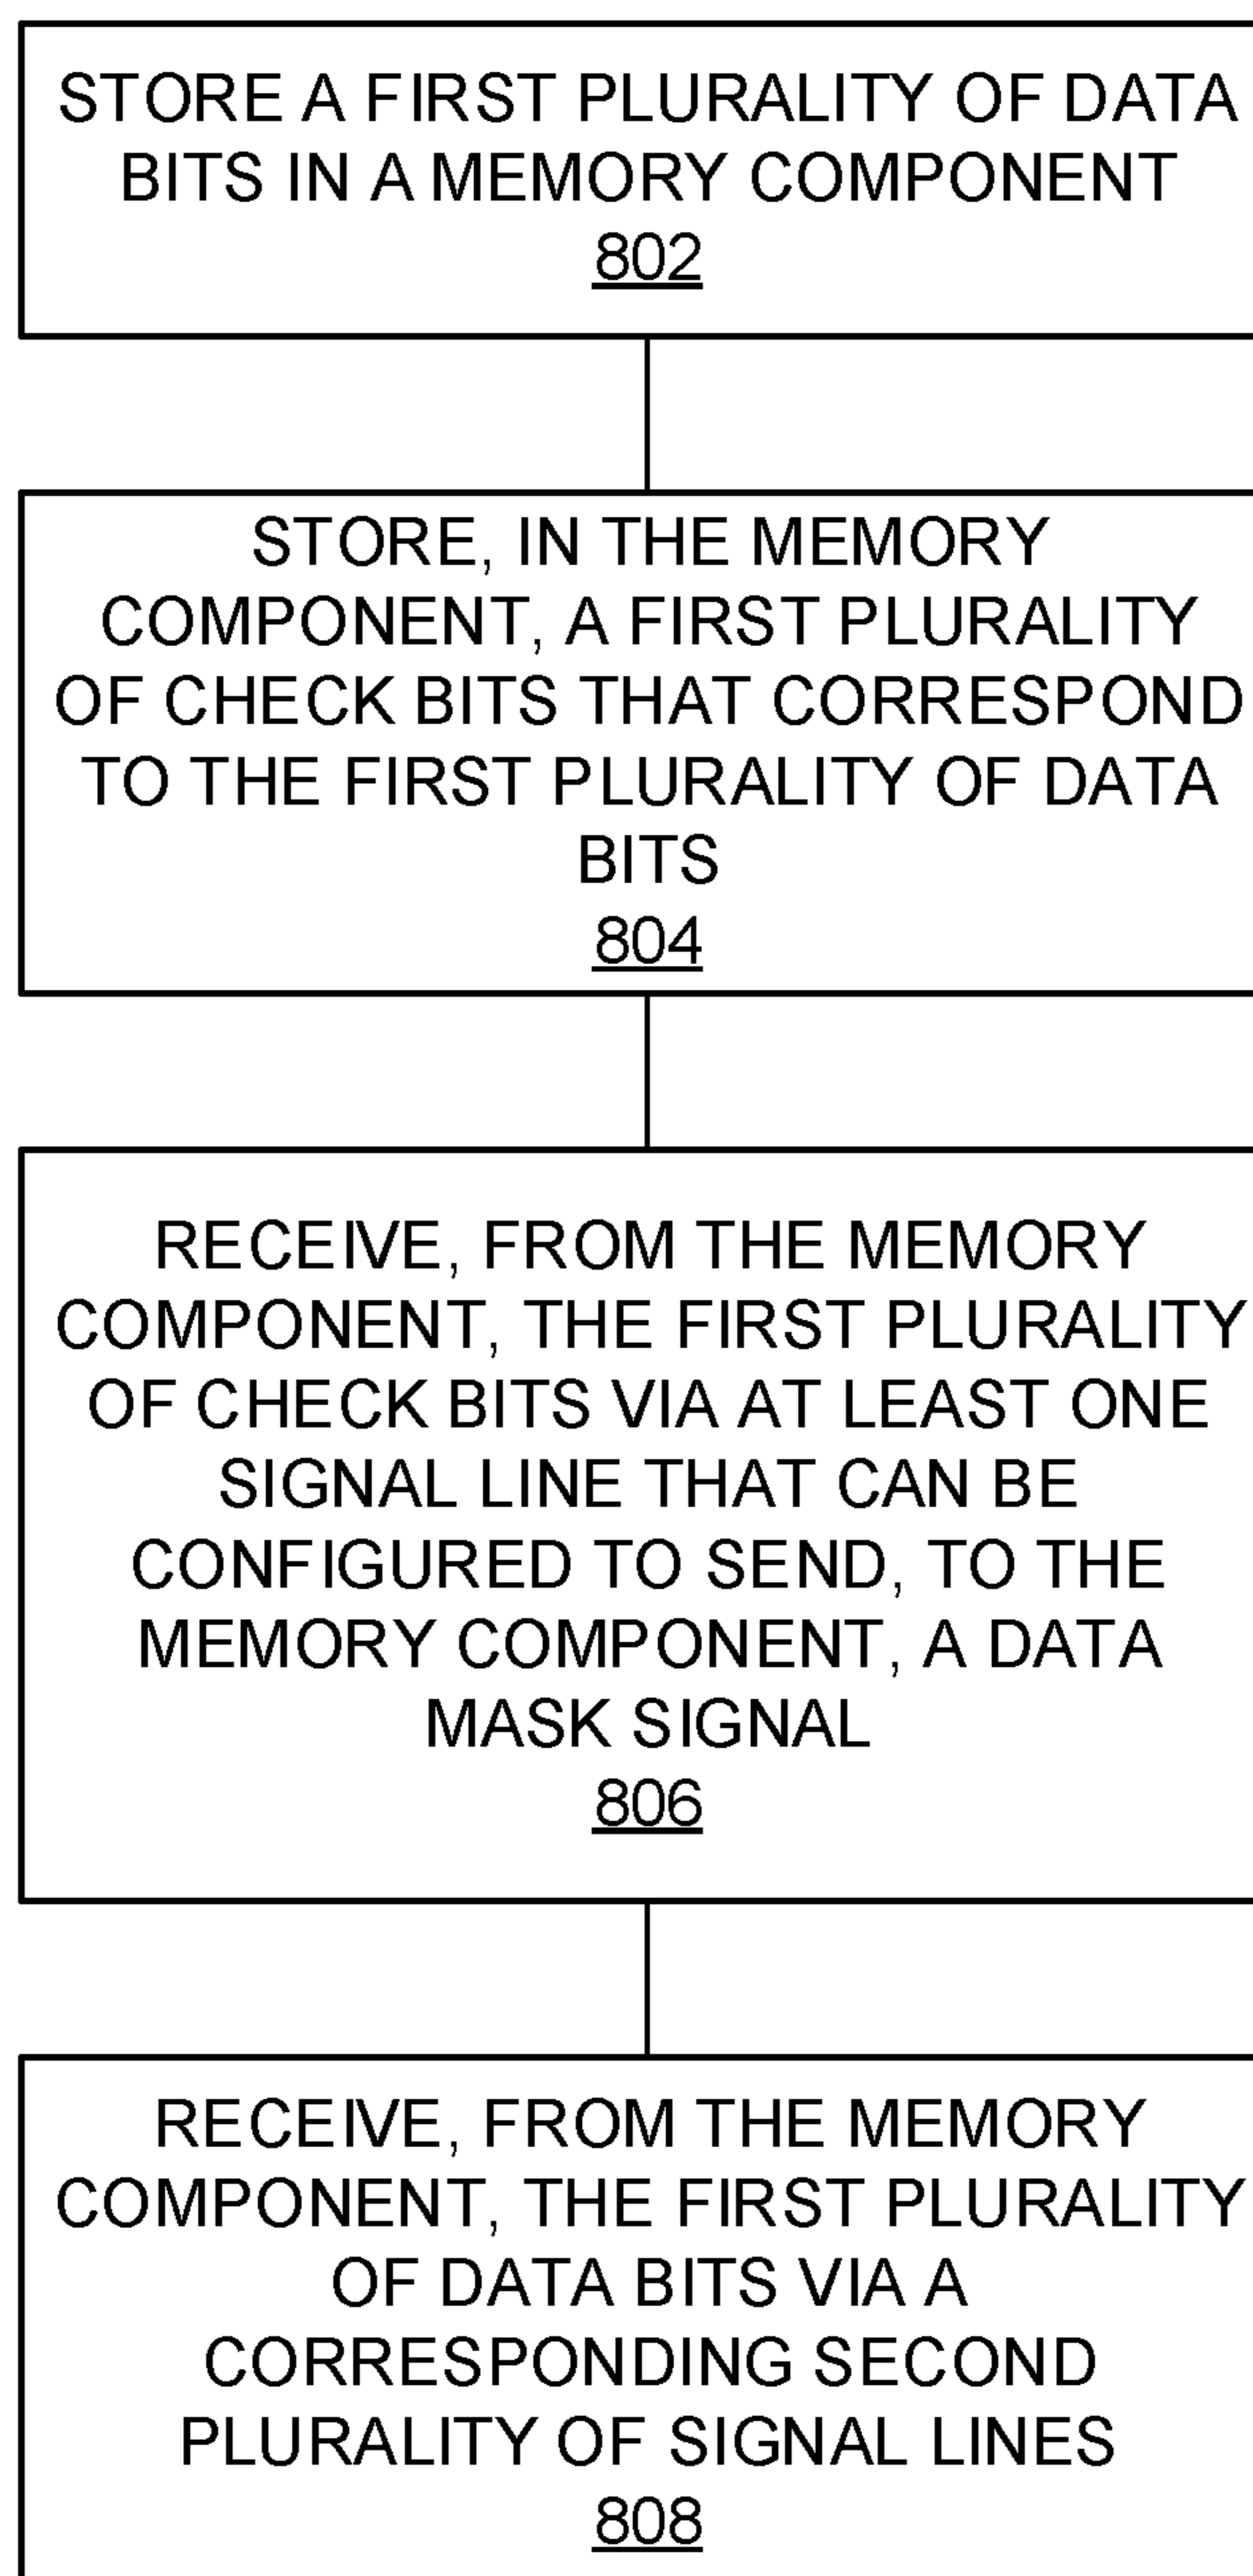 STORE A FIRST PLURALITY OF DATA
BITS IN A MEMORY COMPONENT
802
STORE, IN THE MEMORY
COMPONENT, A FIRST PLURALITY
OF CHECK BITS THAT CORRESPOND
TO THE FIRST PLURALITY OF DATA
BITS
804
RECEIVE, FROM THE MEMORY
COMPONENT, THE FIRST PLURALITY
OF CHECK BITS VIA AT LEAST ONE
SIGNAL LINE THAT CAN BE
CONFIGURED TO SEND, TO THE
MEMORY COMPONENT, A DATA
MASK SIGNAL
806
RECEIVE, FROM THE MEMORY
COMPONENT, THE FIRST PLURALITY
OF DATA BITS VIA A
CORRESPONDING SECOND
PLURALITY OF SIGNAL LINES
808